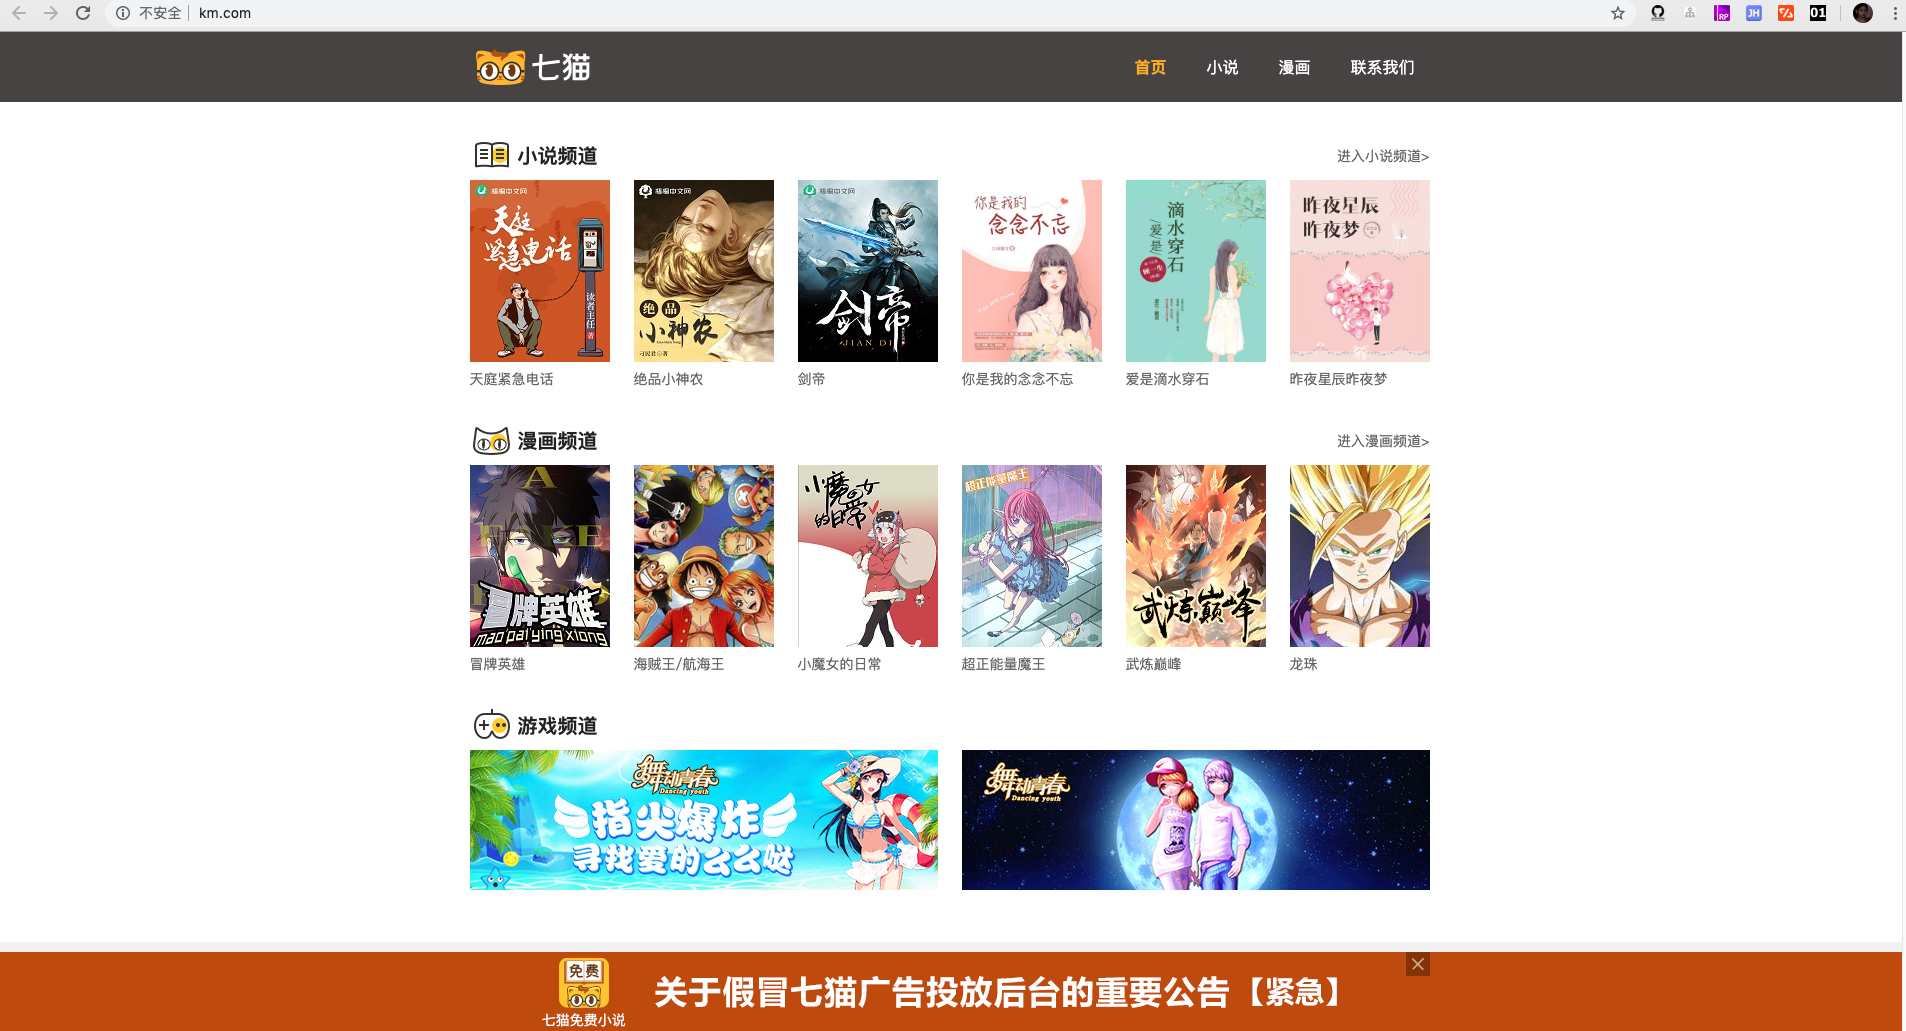 不安全 km.com
七猫 首页 小说 漫画 联系我们
小说频道 进入小说频道>
天庭紧急电话
读者主任 著
绝品小神农
剑帝
JIAN DI
你是我的念念不忘
爱是滴水穿石
昨夜星辰昨夜梦
天庭紧急电话 绝品小神农 剑帝 你是我的念念不忘 爱是滴水穿石 昨夜星辰昨夜梦
漫画频道 进入漫画频道>
A
冒牌英雄
mao pai ying xiong
小魔女的日常
超正能量魔王
武炼巅峰
冒牌英雄 海贼王/航海王 小魔女的日常 超正能量魔王 武炼巅峰 龙珠
游戏频道
舞动青春
Dancing youth
指尖爆炸
寻找爱的么么哒
舞动青春
Dancing youth
免费
七猫免费小说
关于假冒七猫广告投放后台的重要公告【紧急】